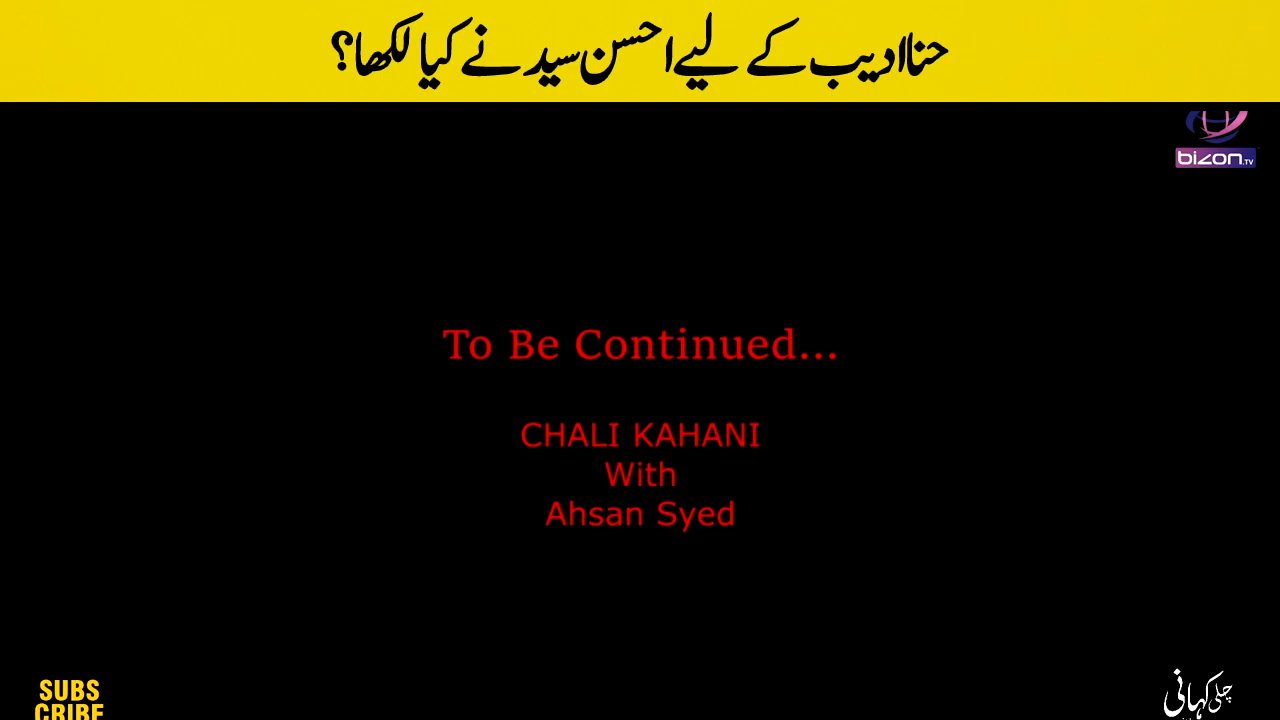 حنا ادیب کے لیے احسن سید نے کیا لکھا؟
bizon.TV
To Be Continued...
CHALI KAHANI
With
Ahsan Syed
SUBS
CRIBE
چلی کہانی